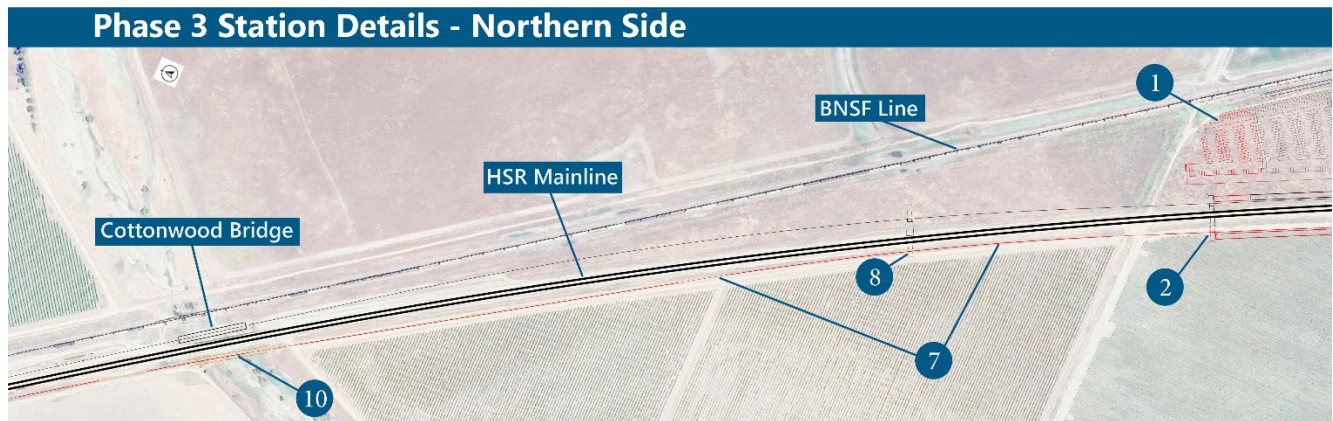 Phase 3 Station Details - Northern Side
1
BNSF Line
HSR Mainline
Cottonwood Bridge
8
2
7
10